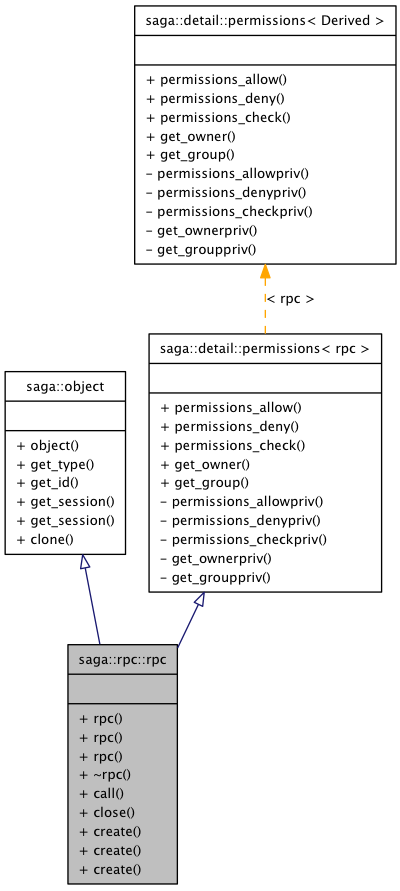 saga::detail::permissions< Derived >
+ permissions_allow()
+ permissions_deny()
+ permissions_check()
+ get_owner()
+ get_group()
– permissions_allowpriv()
– permissions_denypriv()
– permissions_checkpriv()
– get_ownerpriv()
– get_grouppriv()
< rpc >
saga::detail::permissions< rpc >
+ permissions_allow()
+ permissions_deny()
+ permissions_check()
+ get_owner()
+ get_group()
– permissions_allowpriv()
– permissions_denypriv()
– permissions_checkpriv()
– get_ownerpriv()
– get_grouppriv()
saga::object
+ object()
+ get_type()
+ get_id()
+ get_session()
+ get_session()
+ clone()
saga::rpc::rpc
+ rpc()
+ rpc()
+ rpc()
+ ~rpc()
+ call()
+ close()
+ create()
+ create()
+ create()